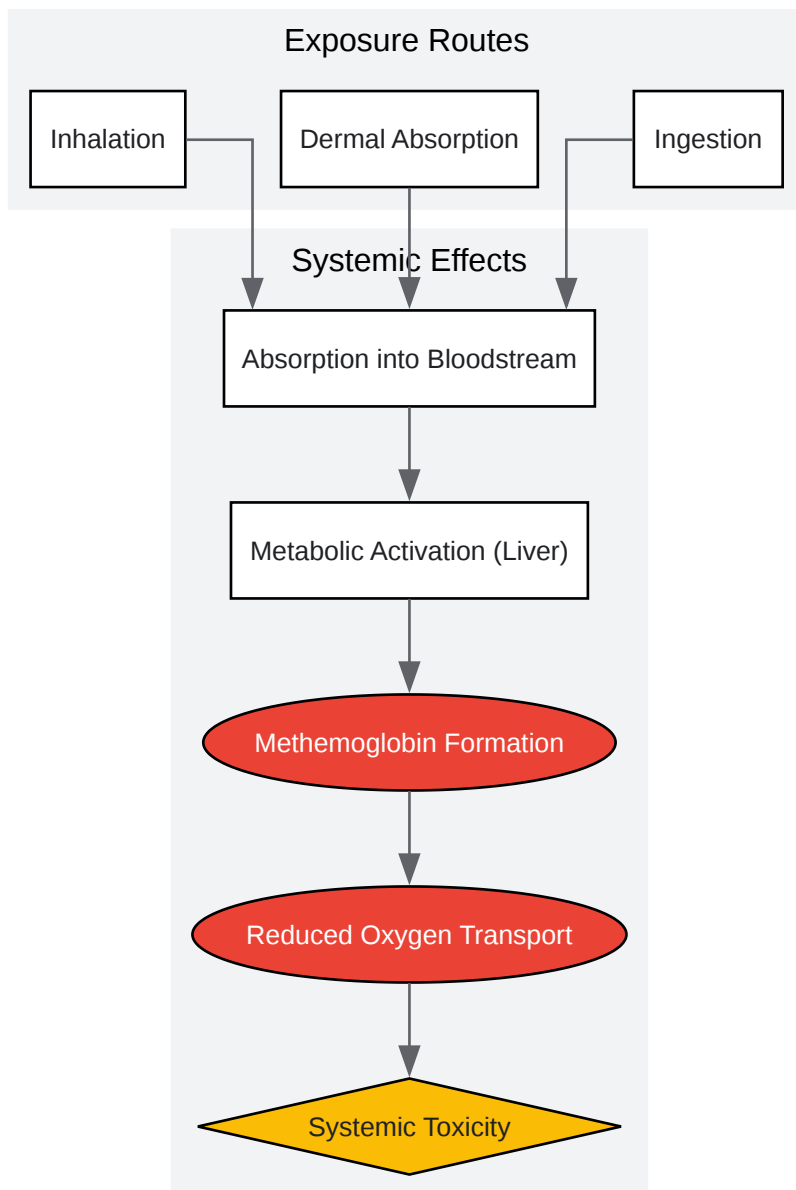 Exposure Routes
Inhalation
Dermal Absorption
Ingestion
Systemic Effects
Absorption into Bloodstream
Metabolic Activation (Liver)
Methemoglobin Formation
Reduced Oxygen Transport
Systemic Toxicity